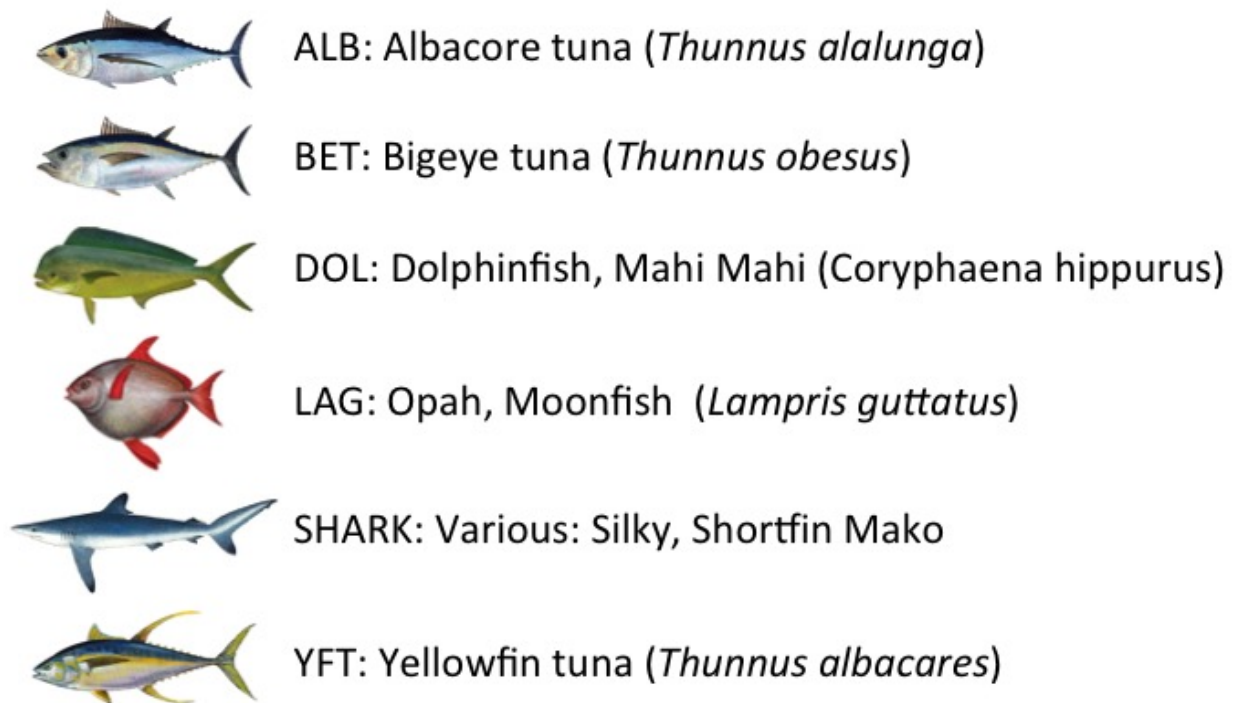 ALB: Albacore tuna (Thunnus alalunga)
BET: Bigeye tuna (Thunnus obesus)
DOL: Dolphinfish, Mahi Mahi (Coryphaena hippurus)
LAG: Opah, Moonfish (Lampris guttatus)
SHARK: Various: Silky, Shortfin Mako
YFT: Yellowfin tuna (Thunnus albacares)